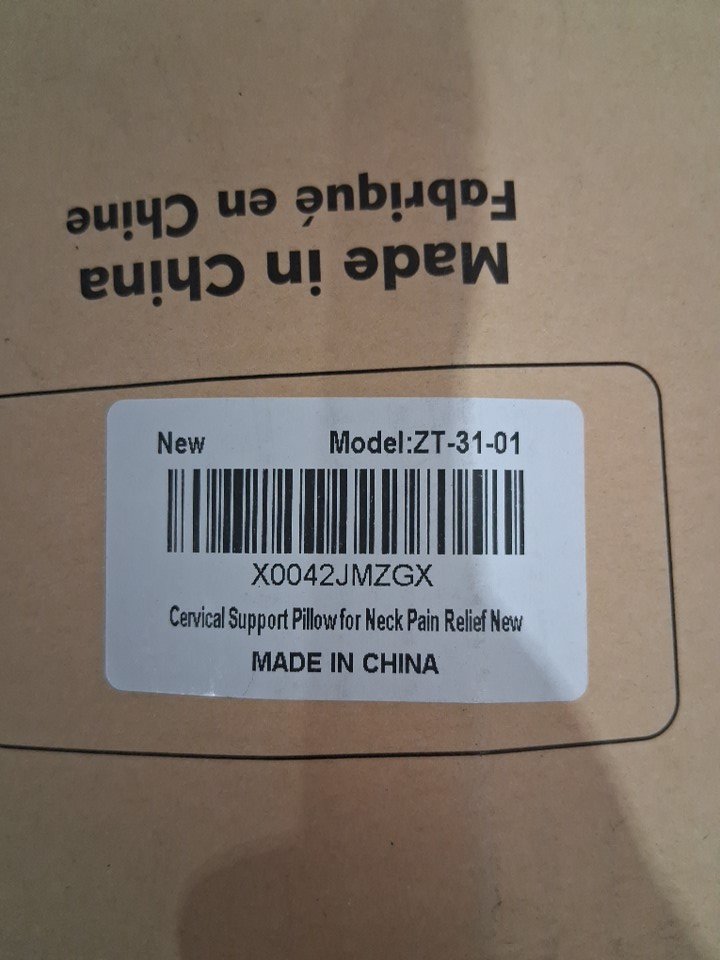 Made in China
Fabriqué en Chine
New Model:ZT-31-01
X0042JMZGX
Cervical Support Pillow for Neck Pain Relief New
MADE IN CHINA